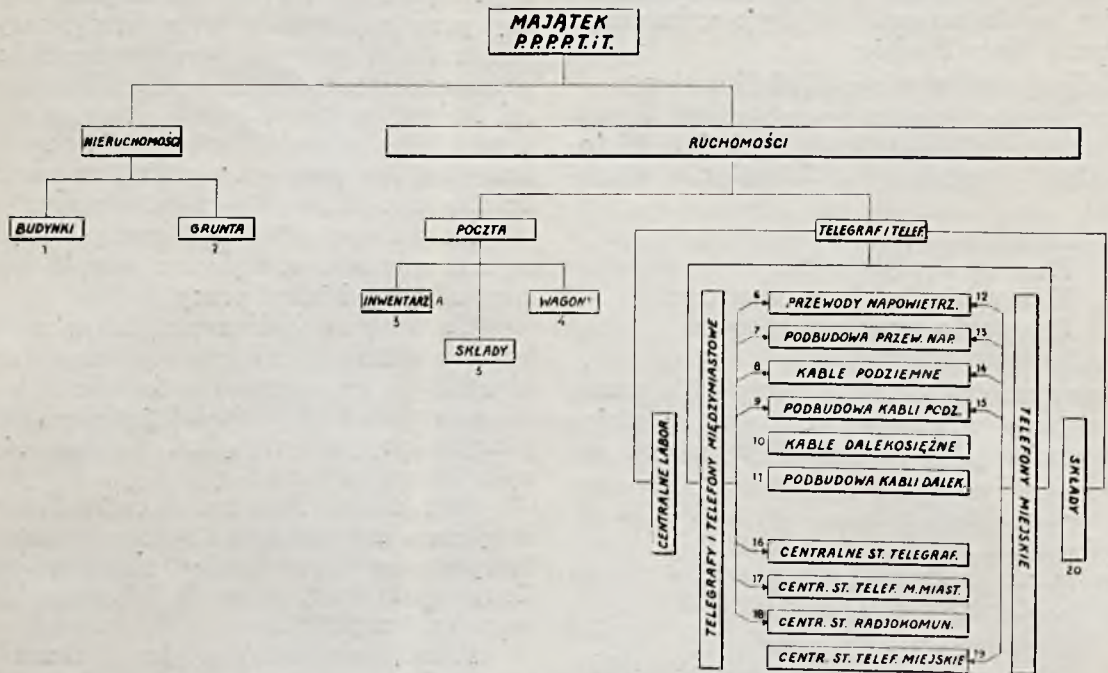 MAJĄTEK
P.P.P.P.T. i T.
NIERUCHOMOŚCI
RUCHOMOŚCI
BUDYNKI
1
GRUNTA
2
POCZTA
TELEGRAF I TELEF.
INWENTARZ
3
WAGONY
4
SKŁADY
5
CENTRALNE LABOR.
TELEGRAFY I TELEFONY MIĘDZYMIASTOWE
6 PRZEWODY NAPOWIETRZ. 12
7 PODBUDOWA PRZEW. NAP. 13
8 KABLE PODZIEMNE 14
9 PODBUDOWA KABLI PODZ. 15
10 KABLE DALEKOSIĘŻNE
11 PODBUDOWA KABLI DALEK.
16 CENTRALNE ST. TELEGRAF.
17 CENTR. ST. TELEF. M.MIAST.
18 CENTR. ST. RADJOKOMUN.
CENTR. ST. TELEF. MIEJSKIE 19
TELEFONY MIEJSKIE
SKŁADY
20